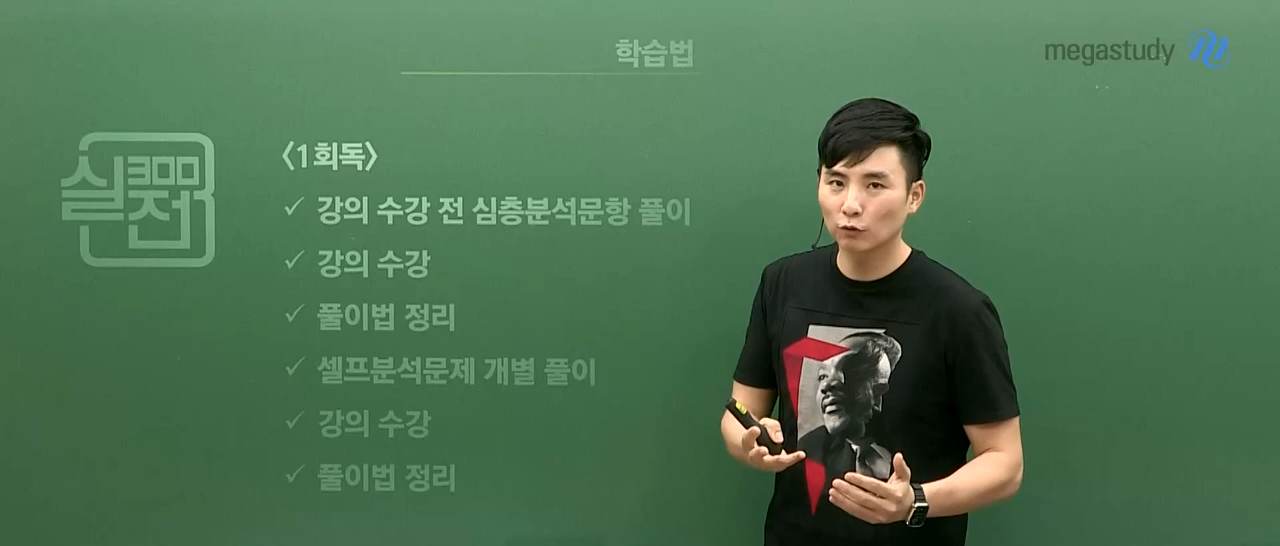 학습법
megastudy
실전
300
〈1회독〉
✓ 강의 수강 전 심층분석문항 풀이
✓ 강의 수강
✓ 풀이법 정리
✓ 셀프분석문제 개별 풀이
✓ 강의 수강
✓ 풀이법 정리